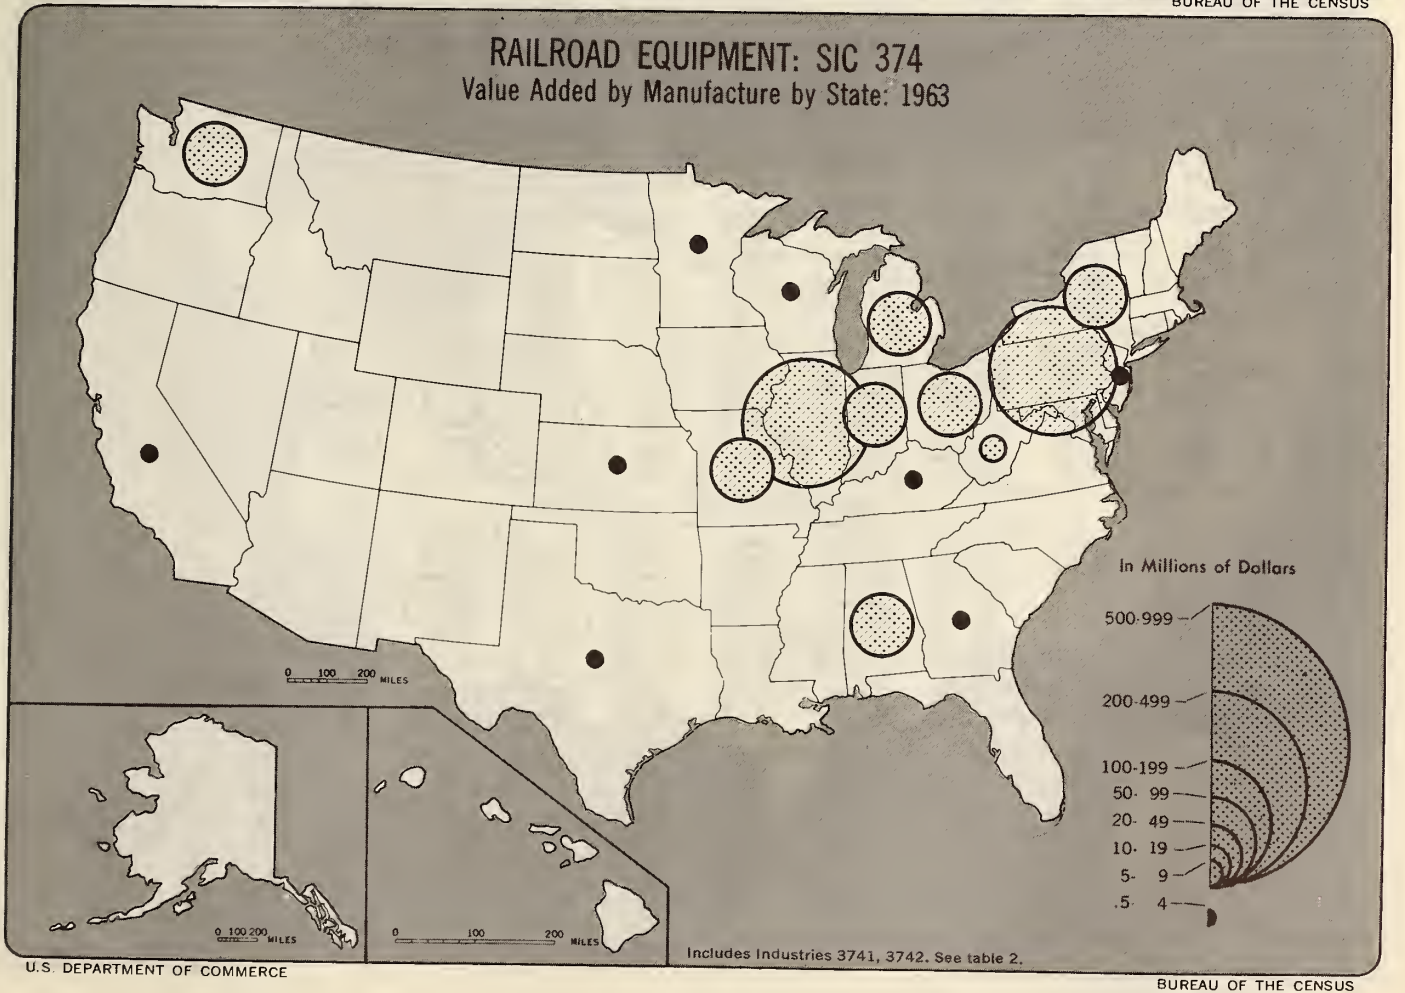 BUREAU OF THE CENSUS
RAILROAD EQUIPMENT: SIC 374
Value Added by Manufacture by State: 1963
In Millions of Dollars
500-999
200-499
100-199
50- 99
20- 49
10- 19
5- 9
.5- 4
0 100 200
MILES
0 100 200
MILES
0 100 200
MILES
Includes Industries 3741, 3742. See table 2.
U.S. DEPARTMENT OF COMMERCE
BUREAU OF THE CENSUS